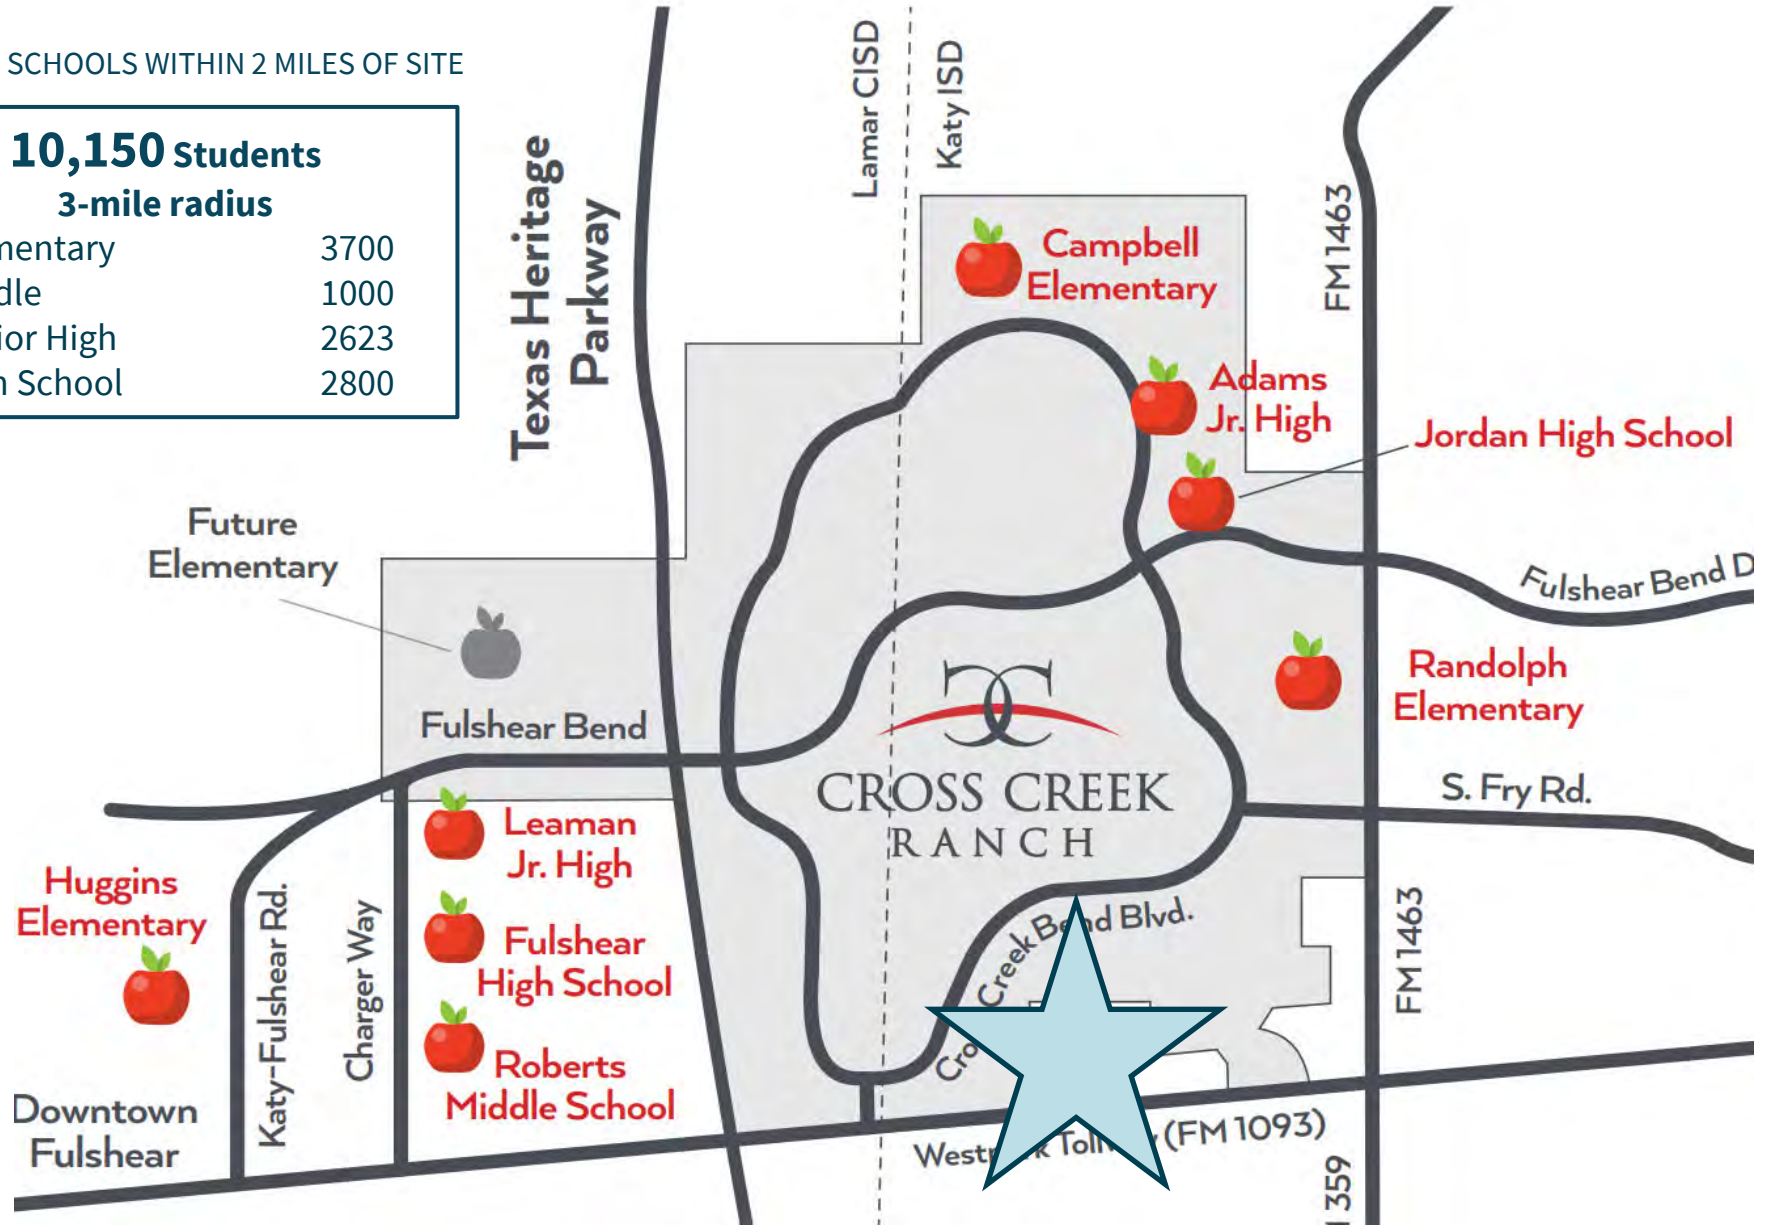 SCHOOLS WITHIN 2 MILES OF SITE
10,150 Students
3-mile radius
mentary 3700
dle 1000
ior High 2623
School 2800
Texas Heritage
Parkway
Lamar CISD
Katy ISD
FM 1463
Campbell
Elementary
Adams
Jr. High
Jordan High School
Future
Elementary
Fulshear Bend D
Randolph
Elementary
Fulshear Bend
CROSS CREEK
RANCH
S. Fry Rd.
Leaman
Jr. High
Huggins
Elementary
Katy-Fulshear Rd.
Charger Way
Fulshear
High School
Creek Bend Blvd.
FM 1463
Roberts
Middle School
Downtown
Fulshear
(FM 1093)
359